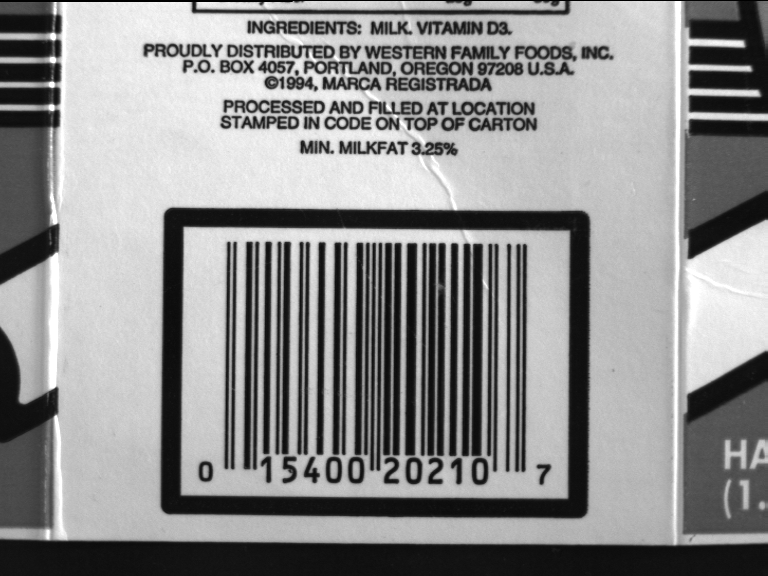 INGREDIENTS: MILK. VITAMIN D3.
PROUDLY DISTRIBUTED BY WESTERN FAMILY FOODS, INC.
P.O. BOX 4057, PORTLAND, OREGON 97208 U.S.A.
©1994, MARCA REGISTRADA
PROCESSED AND FILLED AT LOCATION
STAMPED IN CODE ON TOP OF CARTON
MIN. MILKFAT 3.25%
0 15400 20210 7
HA
(1.